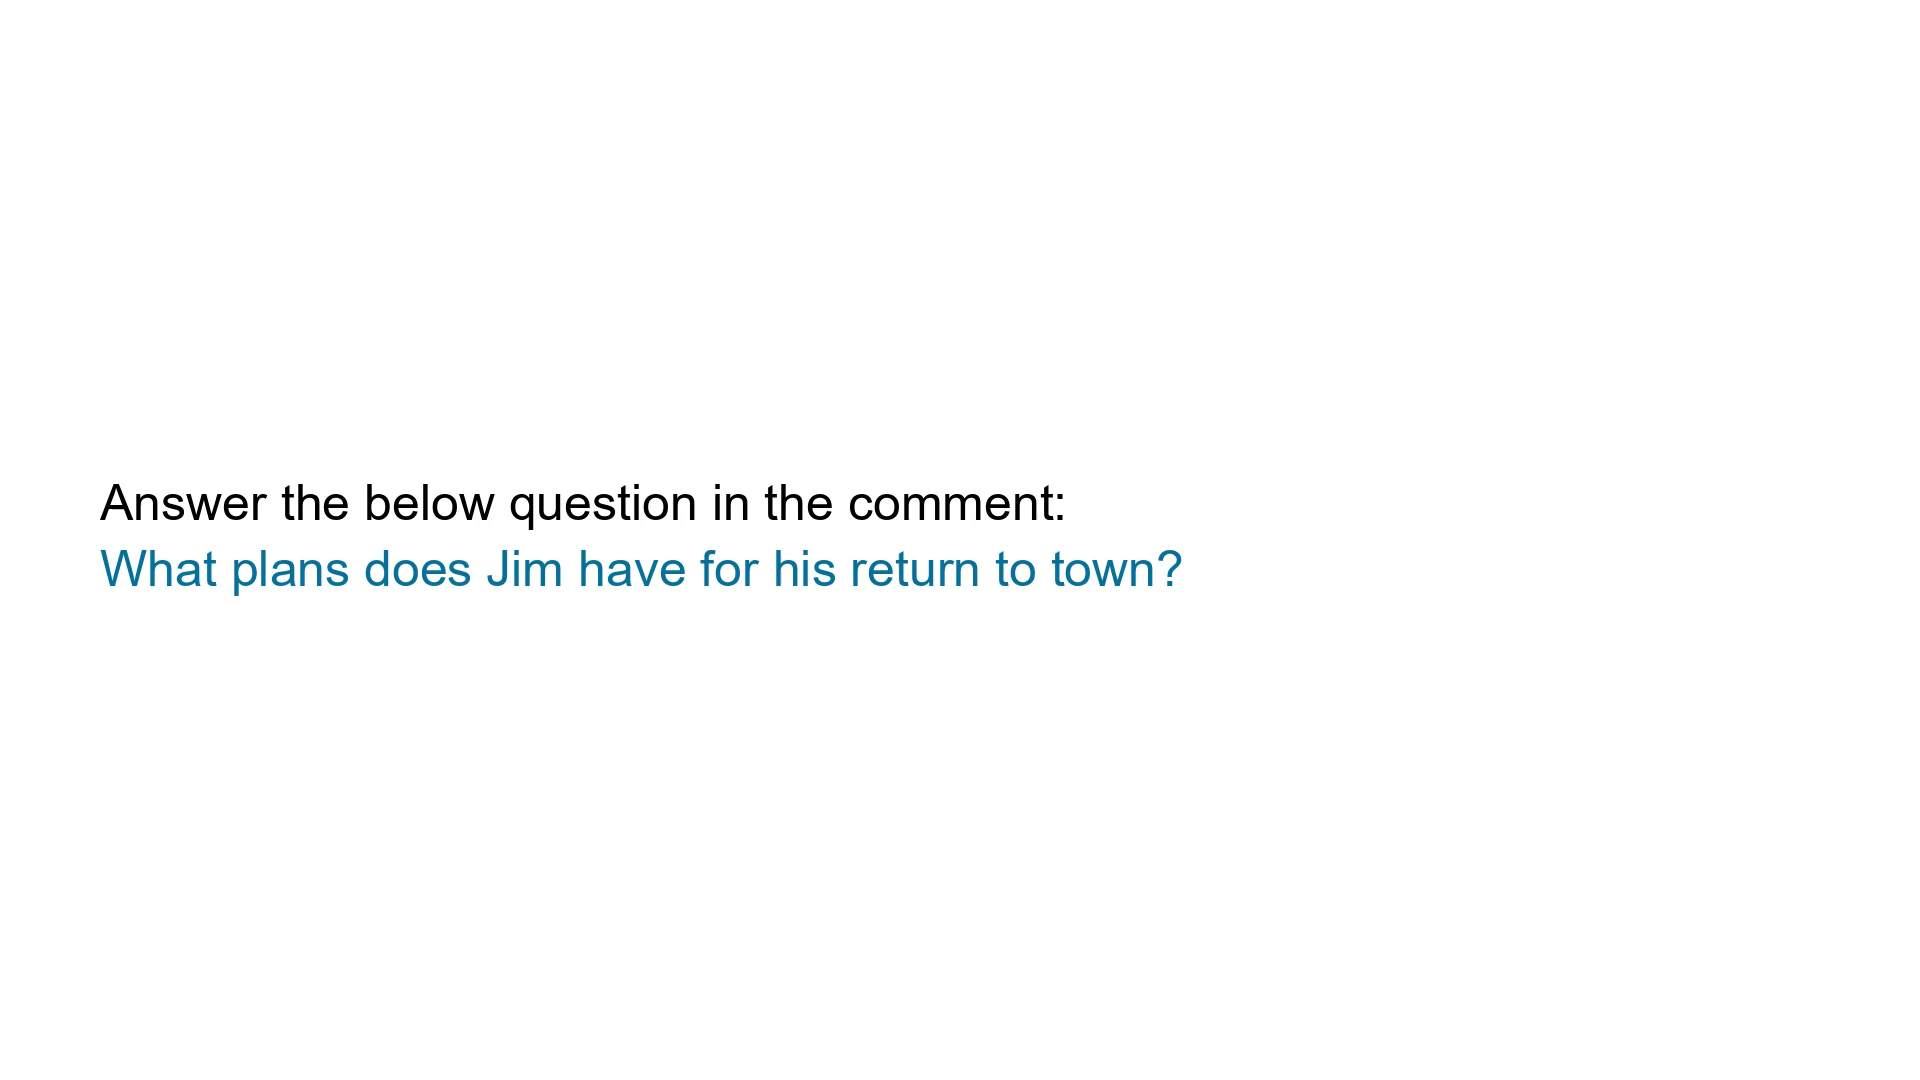 Answer the below question in the comment:
What plans does Jim have for his return to town?